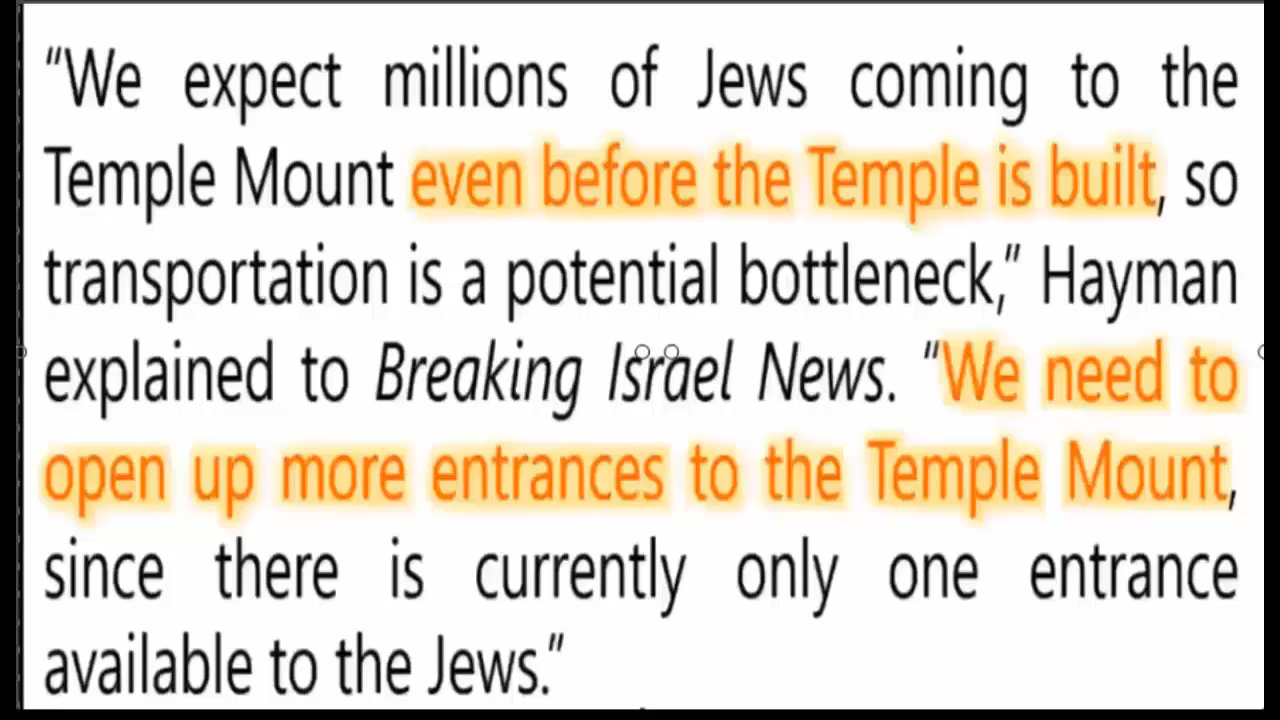 “We expect millions of Jews coming to the
Temple Mount even before the Temple is built, so
transportation is a potential bottleneck,” Hayman
explained to Breaking Israel News. “We need to
open up more entrances to the Temple Mount,
since there is currently only one entrance
available to the Jews.”